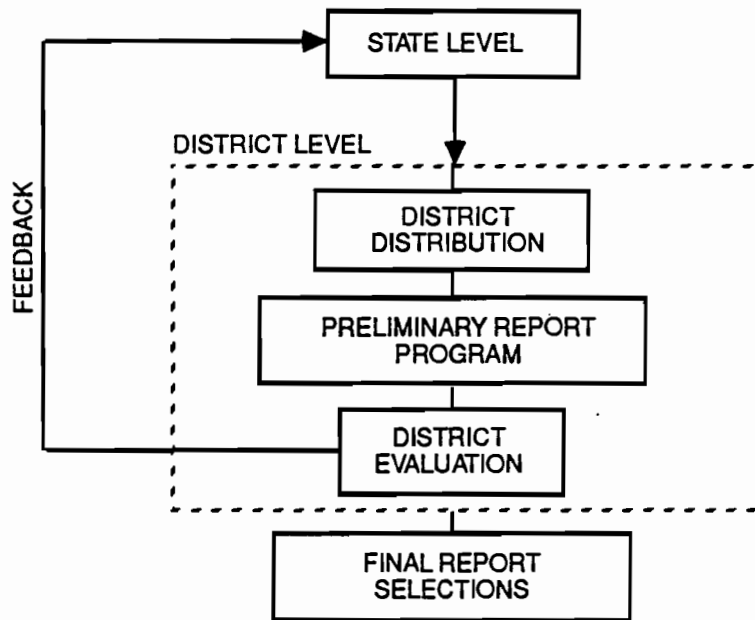 STATE LEVEL
DISTRICT LEVEL
FEEDBACK
DISTRICT
DISTRIBUTION
PRELIMINARY REPORT
PROGRAM
DISTRICT
EVALUATION
FINAL REPORT
SELECTIONS